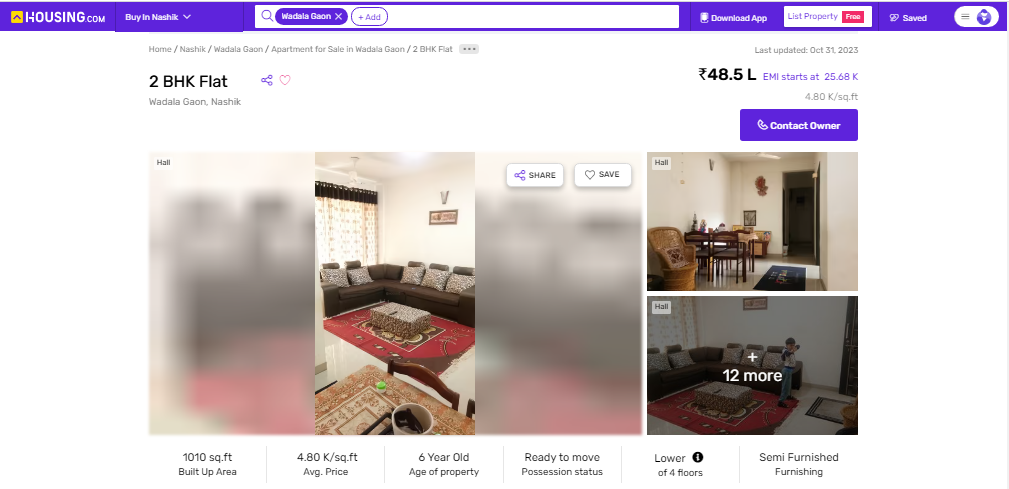 HOUSING.COM
Buy In Nashik
Wadala Gaon
+ Add
Download App
List Property Free
Saved
Home / Nashik / Wadala Gaon / Apartment for Sale in Wadala Gaon / 2 BHK Flat
Last updated: Oct 31, 2023
2 BHK Flat
₹48.5 L EMI starts at 25.68 K
Wadala Gaon, Nashik
4.80 K/sq.ft
Contact Owner
Hall
SHARE
SAVE
Hall
Hall
+
12 more
1010 sq.ft
Built Up Area
4.80 K/sq.ft
Avg. Price
6 Year Old
Age of property
Ready to move
Possession status
Lower
of 4 floors
Semi Furnished
Furnishing